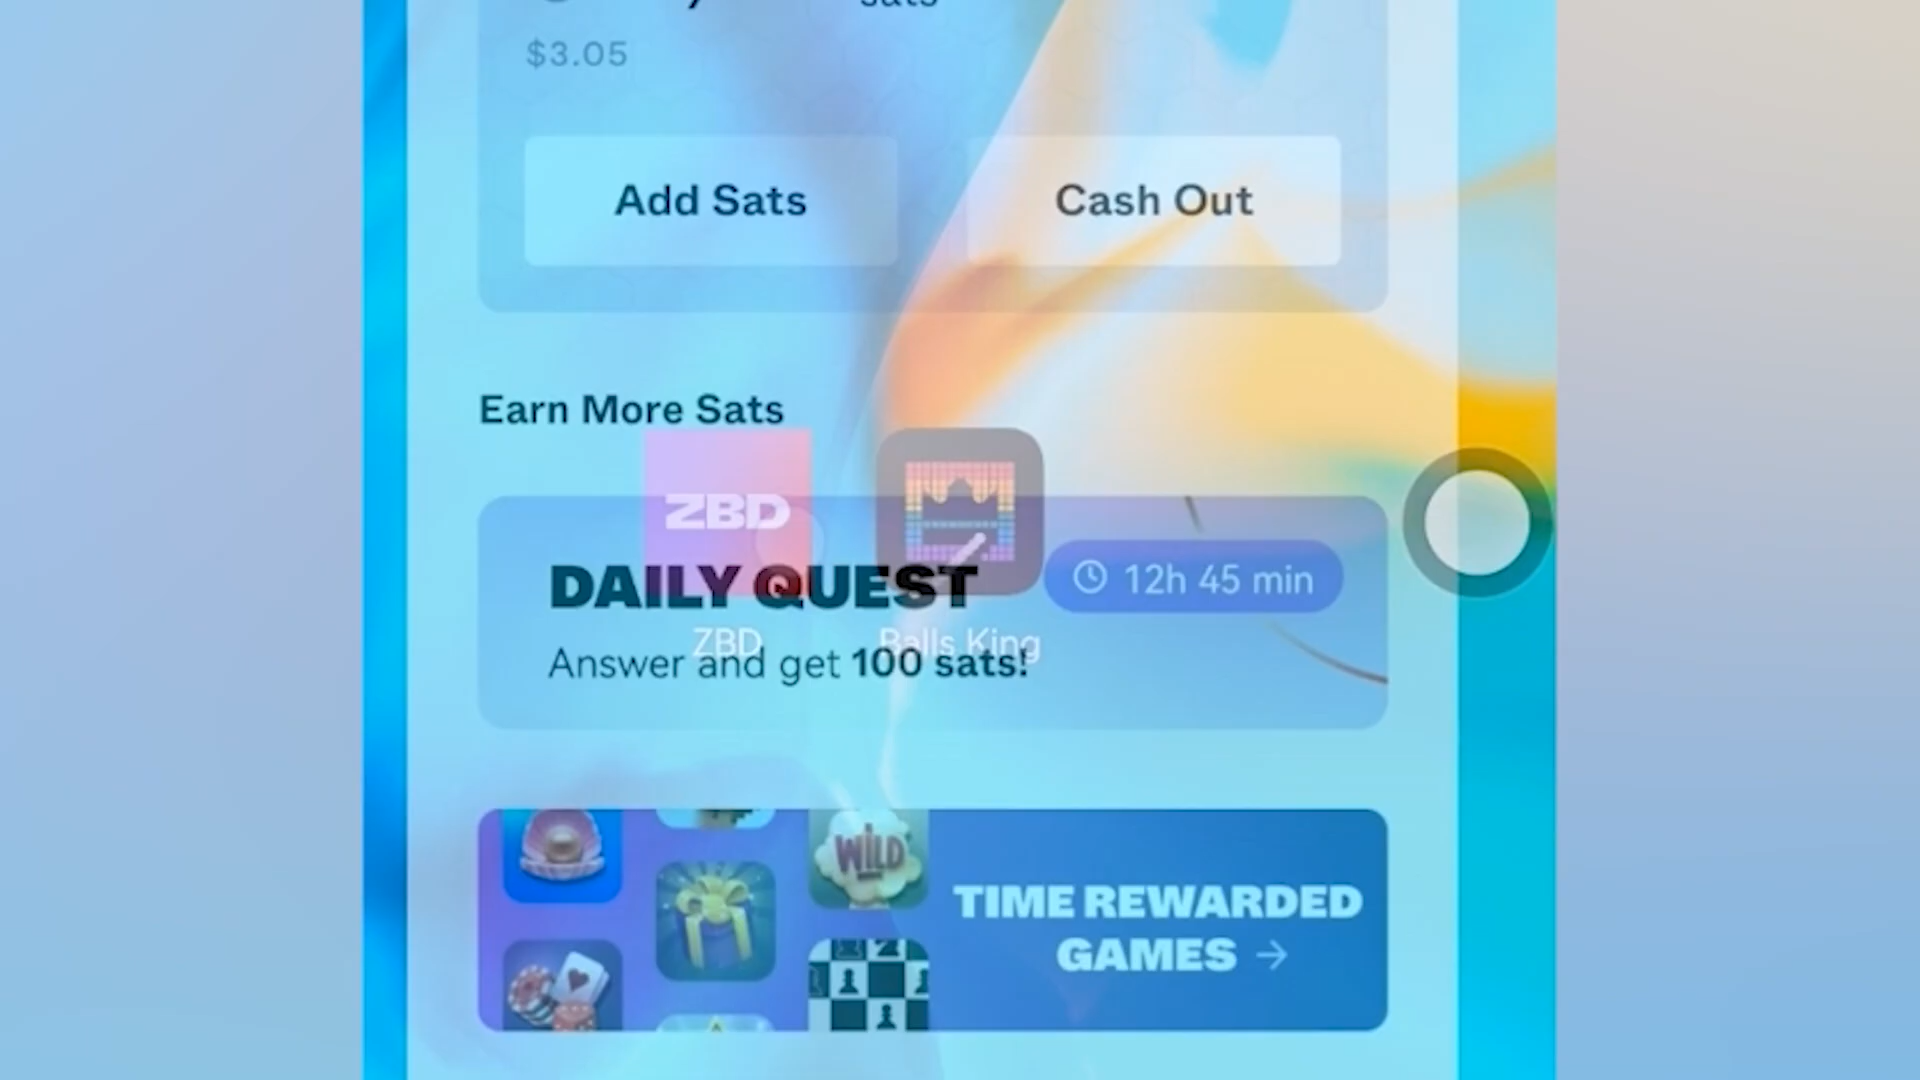 sats
$3.05
Add Sats
Cash Out
Earn More Sats
ZBD
DAILY QUEST
12h 45 min
ZBD
Balls King
Answer and get 100 sats!
WILD
TIME REWARDED
GAMES →